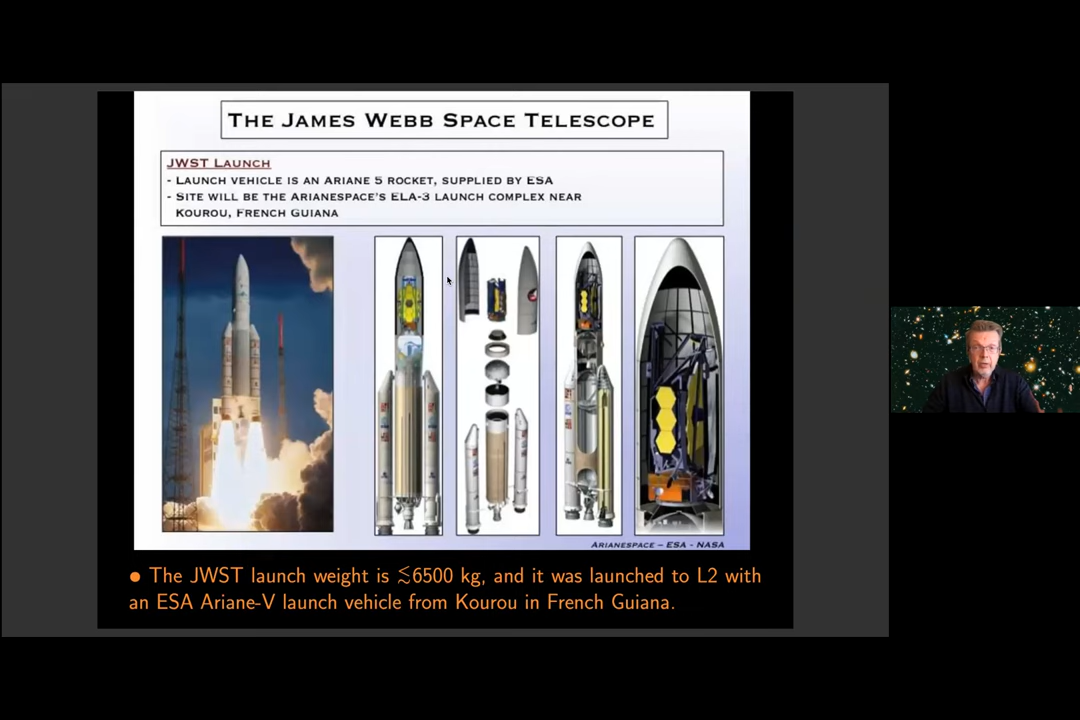 THE JAMES WEBB SPACE TELESCOPE
JWST LAUNCH
- LAUNCH VEHICLE IS AN ARIANE 5 ROCKET, SUPPLIED BY ESA
- SITE WILL BE THE ARIANESPACE'S ELA-3 LAUNCH COMPLEX NEAR
KOUROU, FRENCH GUIANA
ARIANESPACE – ESA - NASA
● The JWST launch weight is ≲6500 kg, and it was launched to L2 with
an ESA Ariane-V launch vehicle from Kourou in French Guiana.